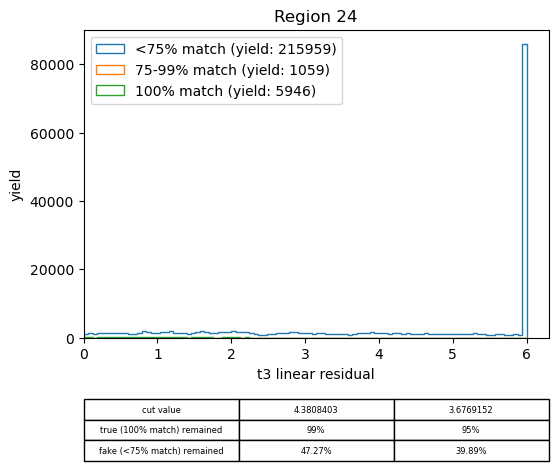 Region 24
<75% match (yield: 215959)
75-99% match (yield: 1059)
100% match (yield: 5946)
yield
80000
60000
40000
20000
0
0 1 2 3 4 5 6
t3 linear residual
cut value 4.3808403 3.6769152
true (100% match) remained 99% 95%
fake (<75% match) remained 47.27% 39.89%